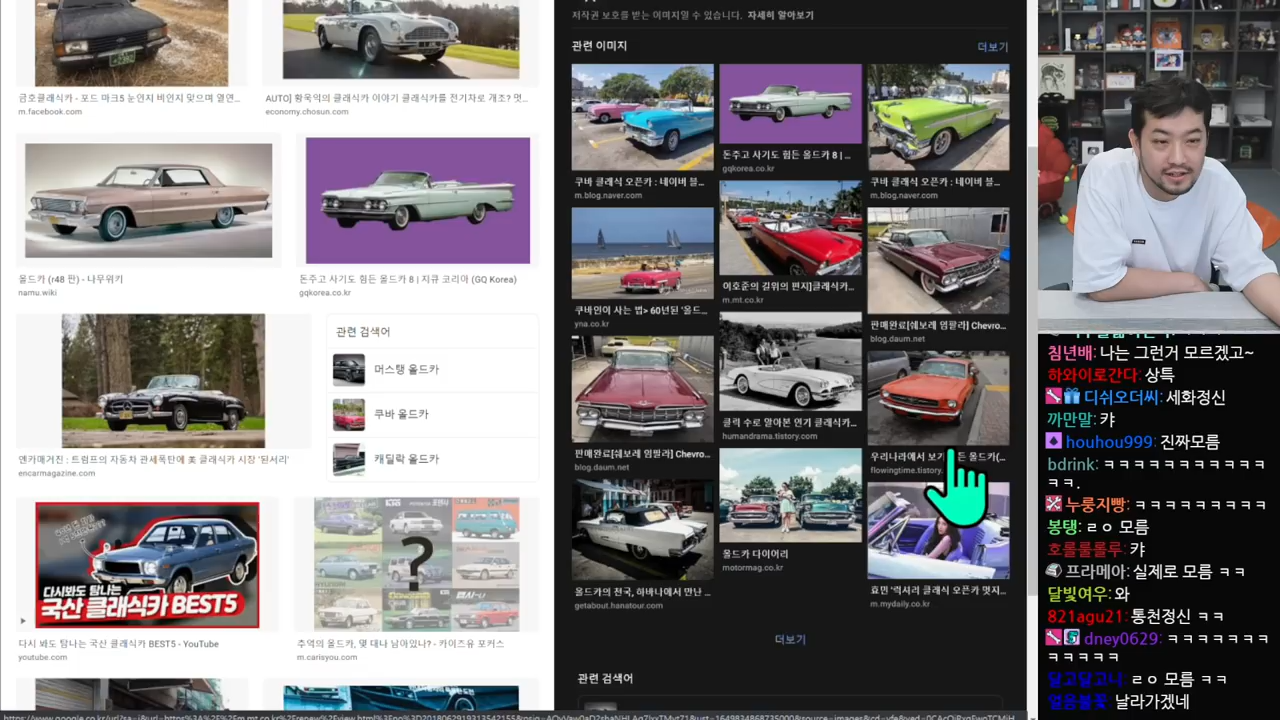 저작권 보호를 받는 이미지일 수 있습니다. 자세히 알아보기
관련 이미지
더보기
금호클래식카 - 포드 마크5 눈인지 비인지 맞으며 열연...
m.facebook.com
AUTO] 황욱익의 클래식카 이야기 클래식카를 전기차로 개조? 멋...
economy.chosun.com
올드카 (r48 판) - 나무위키
namu.wiki
돈주고 사기도 힘든 올드카 8 | 지큐 코리아 (GQ Korea)
gqkorea.co.kr
엔카매거진 : 트럼프의 자동차 관세폭탄에 美 클래식카 시장 '된서리'
encarmagazine.com
관련 검색어
머스탱 올드카
쿠바 올드카
캐딜락 올드카
다시봐도 탐나는
국산 클래식카 BEST5
다시 봐도 탐나는 국산 클래식카 BEST5 - YouTube
youtube.com
?
추억의 올드카, 몇 대나 남아있나? - 카이즈유 포커스
m.carisyou.com
쿠바 클래식 오픈카 : 네이버 블...
m.blog.naver.com
돈주고 사기도 힘든 올드카 8 | ...
gqkorea.co.kr
쿠바 클래식 오픈카 : 네이버 블...
m.blog.naver.com
쿠바인이 사는 법> 60년된 '올드...
yna.co.kr
이호준의 길위의 편지]클래식카...
m.mt.co.kr
판매완료[쉐보레 임팔라] Chevro...
blog.daum.net
판매완료[쉐보레 임팔라] Chevro...
blog.daum.net
클릭 수로 알아본 인기 클래식카...
humandrama.tistory.com
우리나라에서 보기 든 올드카(...
flowingtime.tistory.
올드카의 천국, 하바나에서 만난 ...
getabout.hanatour.com
올드카 다이어리
motormag.co.kr
효민 '럭셔리 클래식 오픈카 멋지...
m.mydaily.co.kr
더보기
관련 검색어
침년배: 나는 그런거 모르겠고~
하와이로간다: 상특
디쉬오더씨: 세화정신
까만말: 캬
houhou999: 진짜모름
bdrink: ㅋㅋㅋㅋㅋㅋㅋㅋㅋㅋㅋ
ㅋㅋ.
누룽지빵: ㅋㅋㅋㅋㅋㅋㅋㅋㅋ
봉탱: ㄹㅇ 모름
호롤룰롤루: 캬
프라메아: 실제로 모름 ㅋㅋ
달빛여우: 와
821agu21: 통천정신 ㅋㅋ
dney0629: ㅋㅋㅋㅋㅋㅋㅋ
ㅋㅋㅋㅋㅋ
달고달고니: ㄹㅇ 모름 ㅋㅋ
얼음불꽃: 날라가겠네